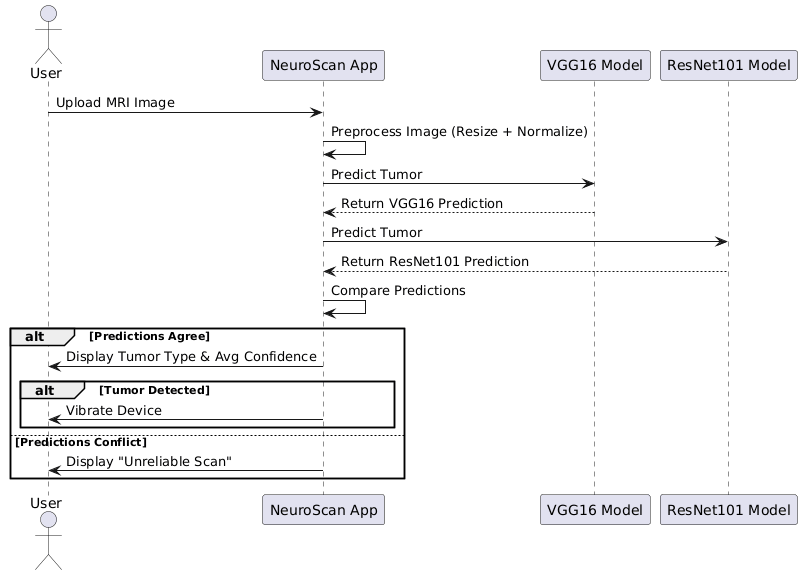 User
NeuroScan App
VGG16 Model
ResNet101 Model
Upload MRI Image
Preprocess Image (Resize + Normalize)
Predict Tumor
Return VGG16 Prediction
Predict Tumor
Return ResNet101 Prediction
Compare Predictions
alt [Predictions Agree]
Display Tumor Type & Avg Confidence
alt [Tumor Detected]
Vibrate Device
[Predictions Conflict]
Display "Unreliable Scan"
User
NeuroScan App
VGG16 Model
ResNet101 Model